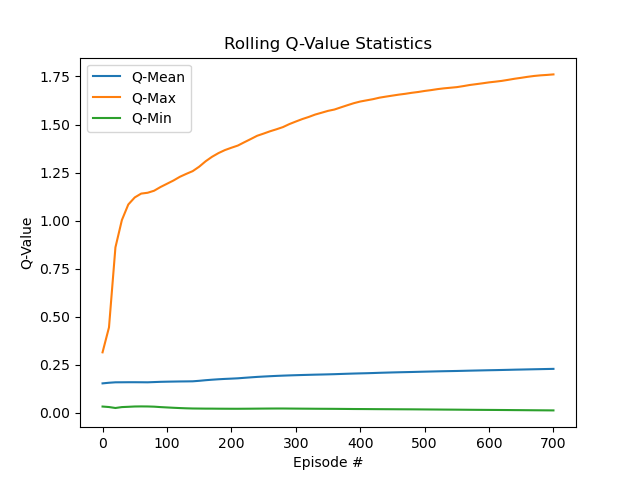 Rolling Q-Value Statistics
Q-Mean
Q-Max
Q-Min
Q-Value
1.75
1.50
1.25
1.00
0.75
0.50
0.25
0.00
0 100 200 300 400 500 600 700
Episode #